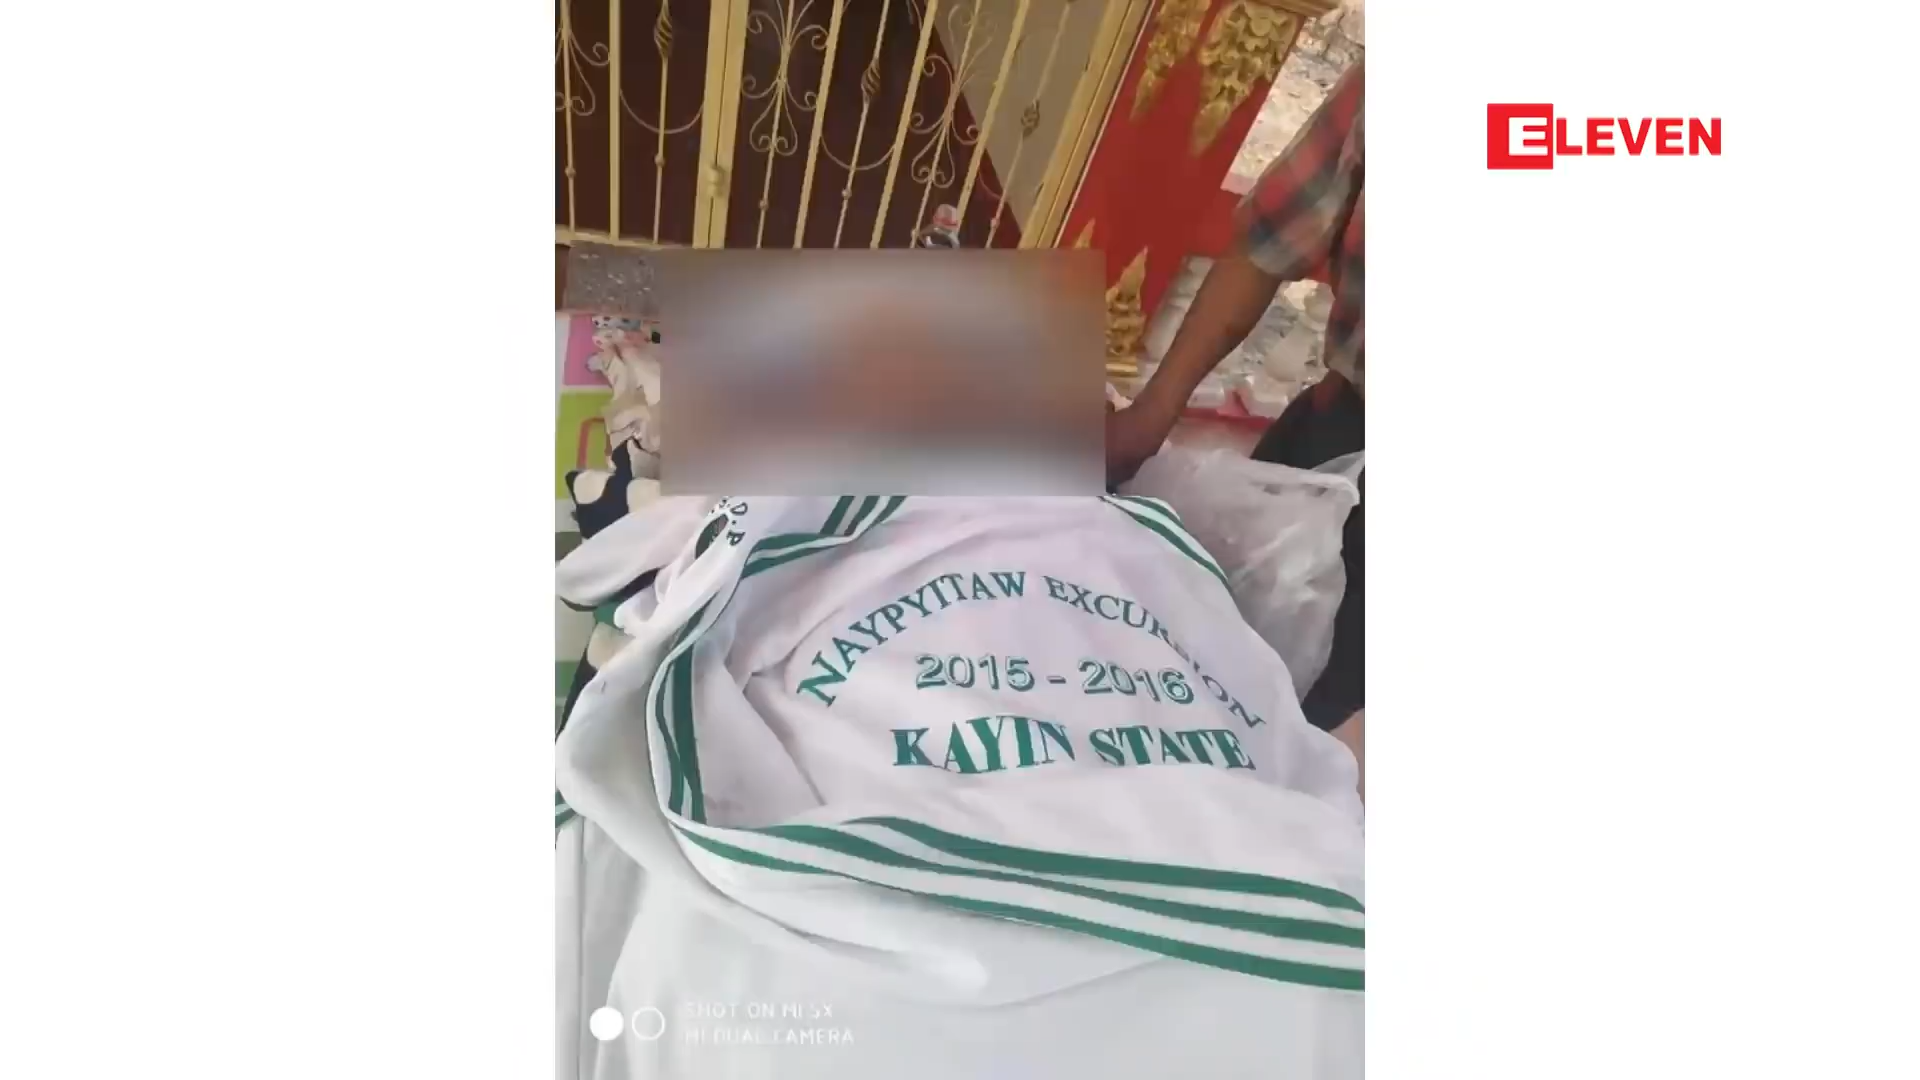 ELEVEN
NAYPYITAW EXCURSION
2015 - 2016
KAYIN STATE
SHOT ON MI 5X
MI DUAL CAMERA